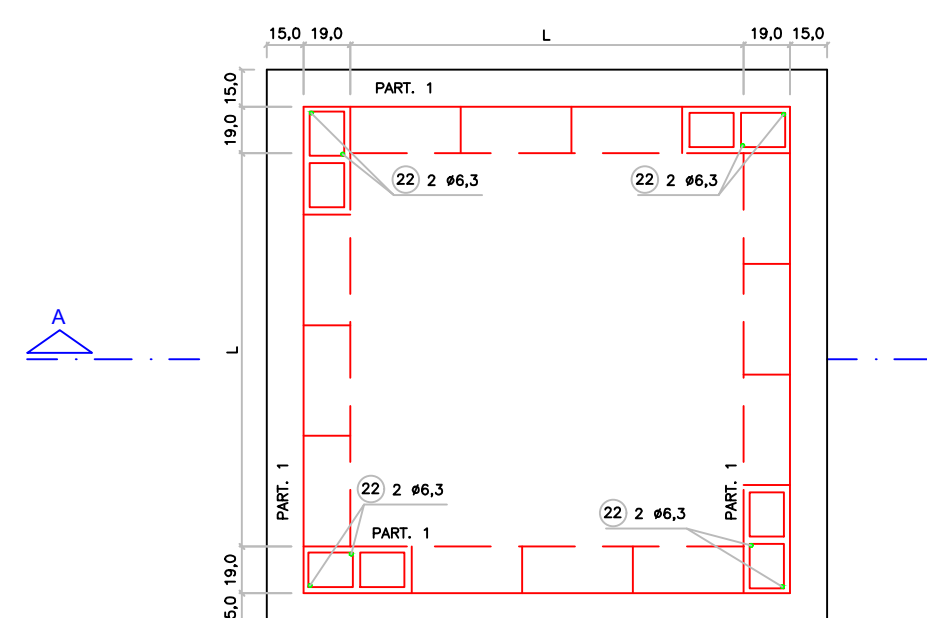 15,0 19,0 L 19,0 15,0
15,0
PART. 1
19,0
22 2 ø6,3
22 2 ø6,3
A
L
PART. 1
PART. 1
22 2 ø6,3
22 2 ø6,3
PART. 1
19,0
5,0